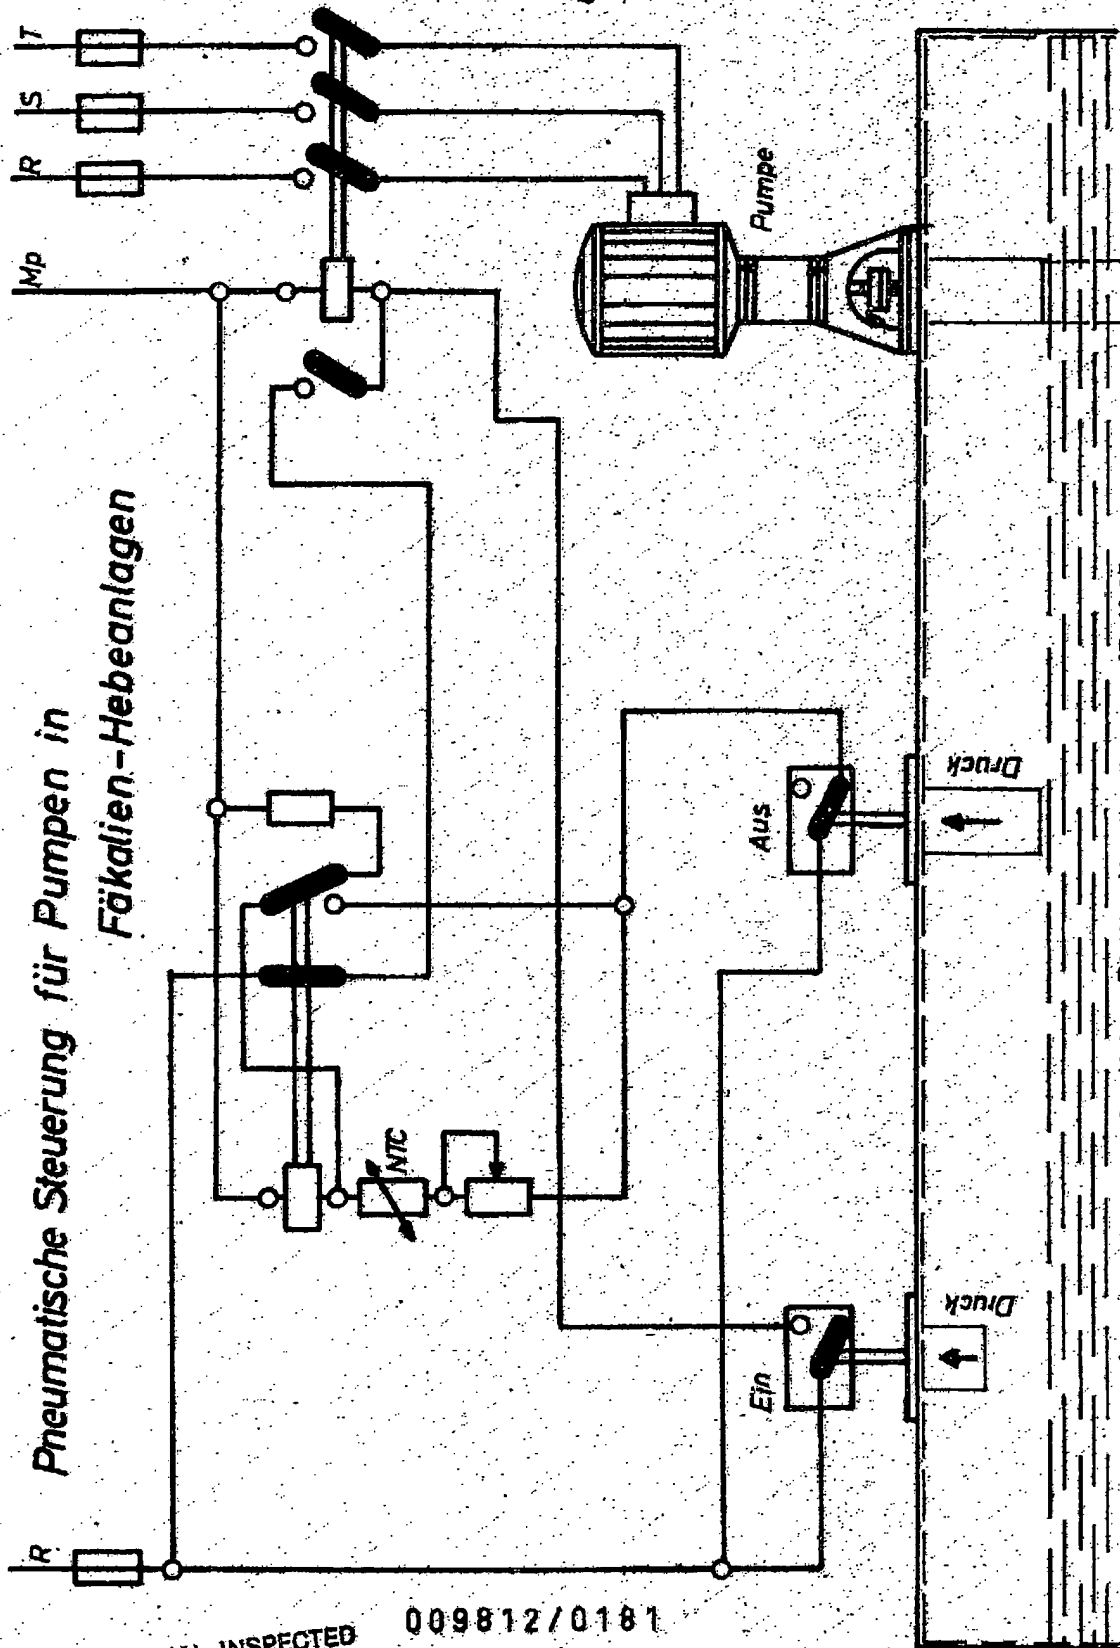 Pneumatische Steuerung für Pumpen in
Fäkalien-Hebeanlagen
R
Mp
R
S
T
NTC
Ein
Aus
Pumpe
Druck
Druck
009812/0181
INSPECTED